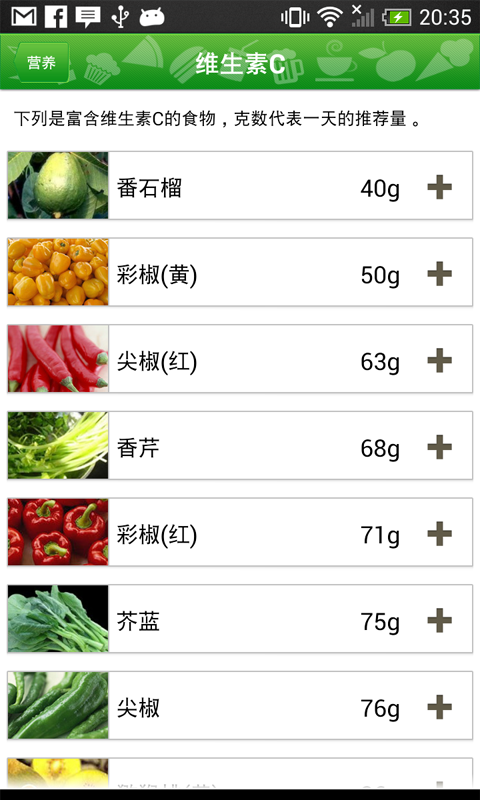 20:35
营养
维生素C
下列是富含维生素C的食物，克数代表一天的推荐量。
番石榴 40g
彩椒(黄) 50g
尖椒(红) 63g
香芹 68g
彩椒(红) 71g
芥蓝 75g
尖椒 76g